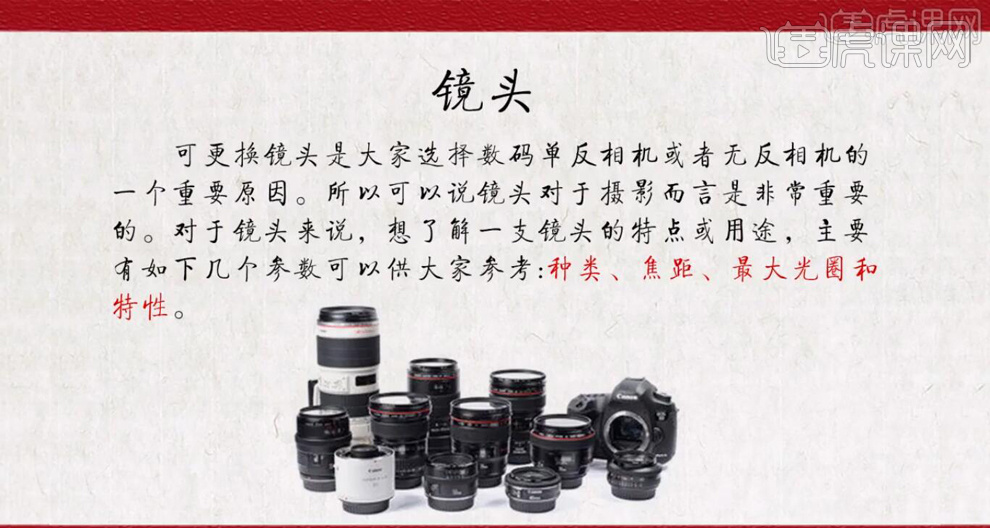 虎课网
镜头
可更换镜头是大家选择数码单反相机或者无反相机的
一个重要原因。所以可以说镜头对于摄影而言是非常重要
的。对于镜头来说，想了解一支镜头的特点或用途，主要
有如下几个参数可以供大家参考:种类、焦距、最大光圈和
特性。
Canon